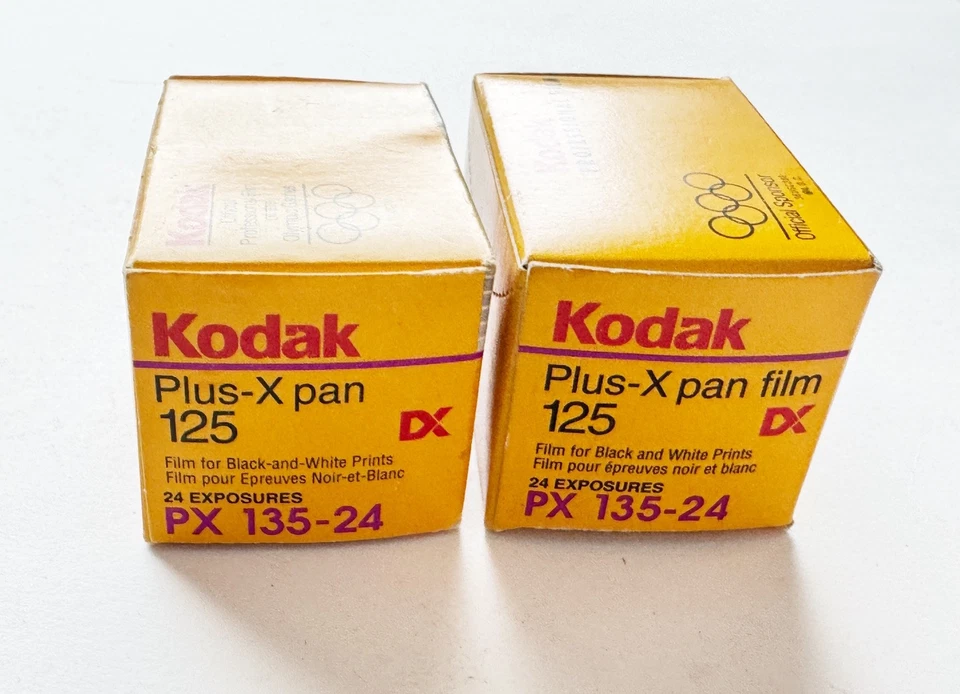 Kodak
Official Sponsor
Kodak
Plus-X pan
125
DX
Film for Black-and-White Prints
Film pour Epreuves Noir-et-Blanc
24 EXPOSURES
PX 135-24
Kodak
Plus-X pan film
125
DX
Film for Black and White Prints
Film pour épreuves noir et blanc
24 EXPOSURES
PX 135-24